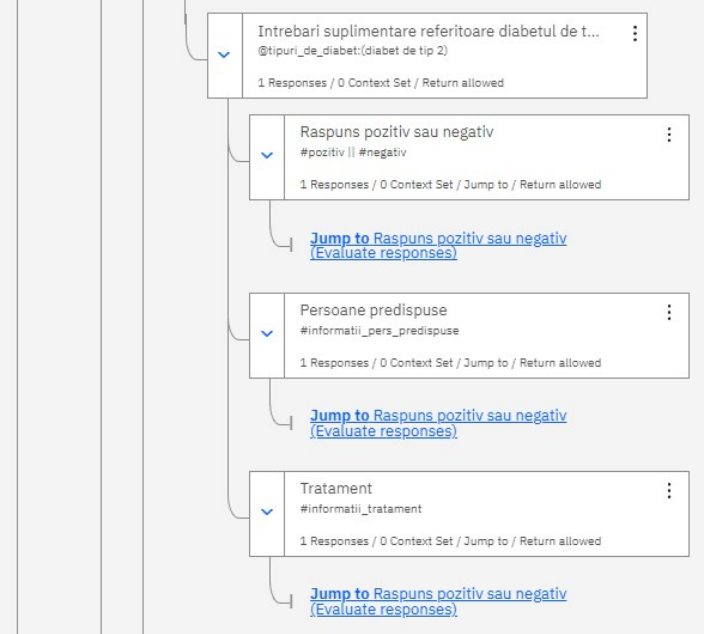 Intrebari suplimentare referitoare diabetul de t...
@tipuri_de_diabet:(diabet de tip 2)
1 Responses / 0 Context Set / Return allowed
Raspuns pozitiv sau negativ
#pozitiv || #negativ
1 Responses / 0 Context Set / Jump to / Return allowed
Jump to Raspuns pozitiv sau negativ
(Evaluate responses)
Persoane predispuse
#informatii_pers_predispuse
1 Responses / 0 Context Set / Jump to / Return allowed
Jump to Raspuns pozitiv sau negativ
(Evaluate responses)
Tratament
#informatii_tratament
1 Responses / 0 Context Set / Jump to / Return allowed
Jump to Raspuns pozitiv sau negativ
(Evaluate responses)